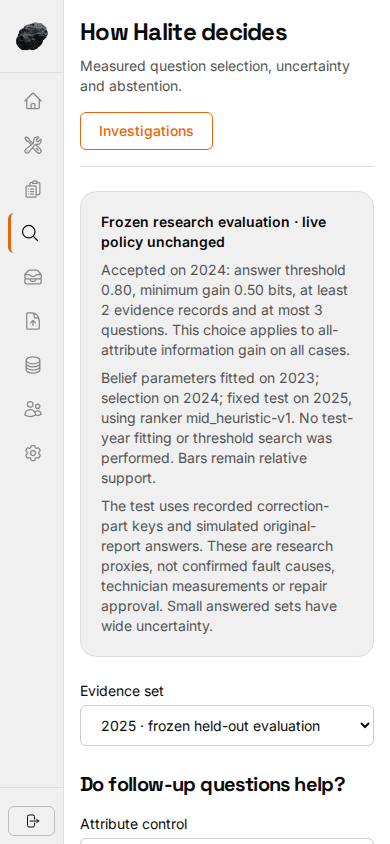 How Halite decides
Measured question selection, uncertainty
and abstention.
Investigations
Frozen research evaluation · live
policy unchanged
Accepted on 2024: answer threshold
0.80, minimum gain 0.50 bits, at least
2 evidence records and at most 3
questions. This choice applies to all-
attribute information gain on all cases.
Belief parameters fitted on 2023;
selection on 2024; fixed test on 2025,
using ranker mid_heuristic-v1. No test-
year fitting or threshold search was
performed. Bars remain relative
support.
The test uses recorded correction-
part keys and simulated original-
report answers. These are research
proxies, not confirmed fault causes,
technician measurements or repair
approval. Small answered sets have
wide uncertainty.
Evidence set
2025 · frozen held-out evaluation
Do follow-up questions help?
Attribute control